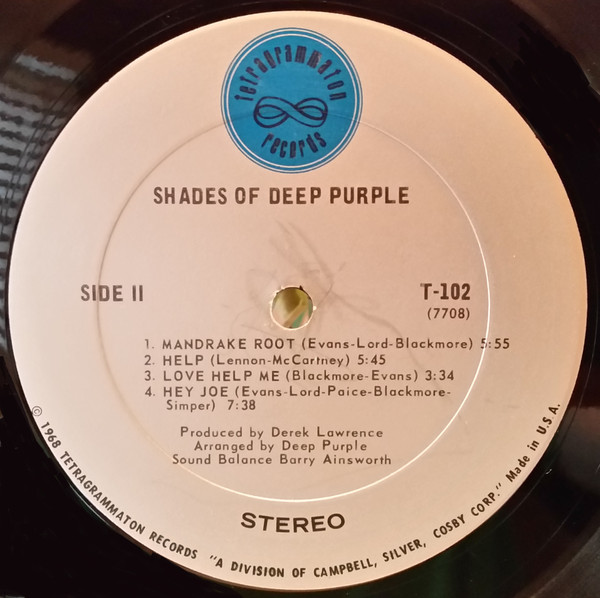 tetragrammaton
records
SHADES OF DEEP PURPLE
SIDE II
T-102
(7708)
1. MANDRAKE ROOT (Evans-Lord-Blackmore) 5:55
2. HELP (Lennon-McCartney) 5:45
3. LOVE HELP ME (Blackmore-Evans) 3:34
4. HEY JOE (Evans-Lord-Paice-Blackmore-
Simper) 7:38
Produced by Derek Lawrence
Arranged by Deep Purple
Sound Balance Barry Ainsworth
STEREO
© 1968 TETRAGRAMMATON RECORDS "A DIVISION OF CAMPBELL, SILVER, COSBY CORP." Made in U.S.A.